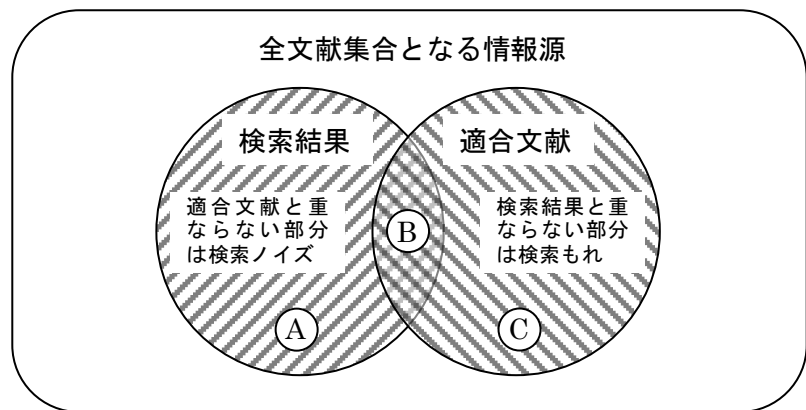 全文献集合となる情報源
検索結果
適合文献
適合文献と重
ならない部分
は検索ノイズ
検索結果と重
ならない部分
は検索もれ
B
A
C